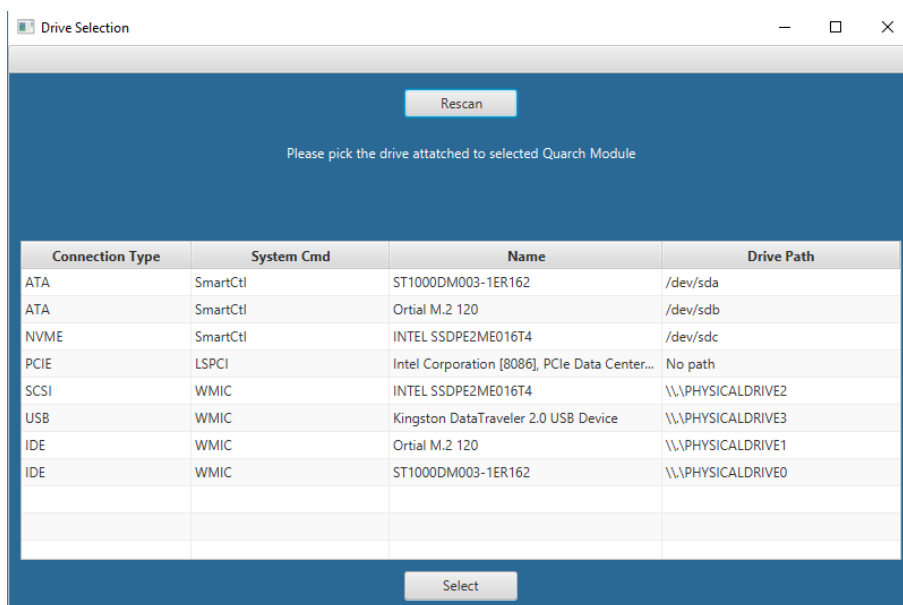 Drive Selection
Rescan
Please pick the drive attatched to selected Quarch Module
Connection Type System Cmd Name Drive Path
ATA SmartCtl ST1000DM003-1ER162 /dev/sda
ATA SmartCtl Ortial M.2 120 /dev/sdb
NVME SmartCtl INTEL SSDPE2ME016T4 /dev/sdc
PCIE LSPCI Intel Corporation [8086], PCIe Data Center... No path
SCSI WMIC INTEL SSDPE2ME016T4 \\.\PHYSICALDRIVE2
USB WMIC Kingston DataTraveler 2.0 USB Device \\.\PHYSICALDRIVE3
IDE WMIC Ortial M.2 120 \\.\PHYSICALDRIVE1
IDE WMIC ST1000DM003-1ER162 \\.\PHYSICALDRIVE0
Select